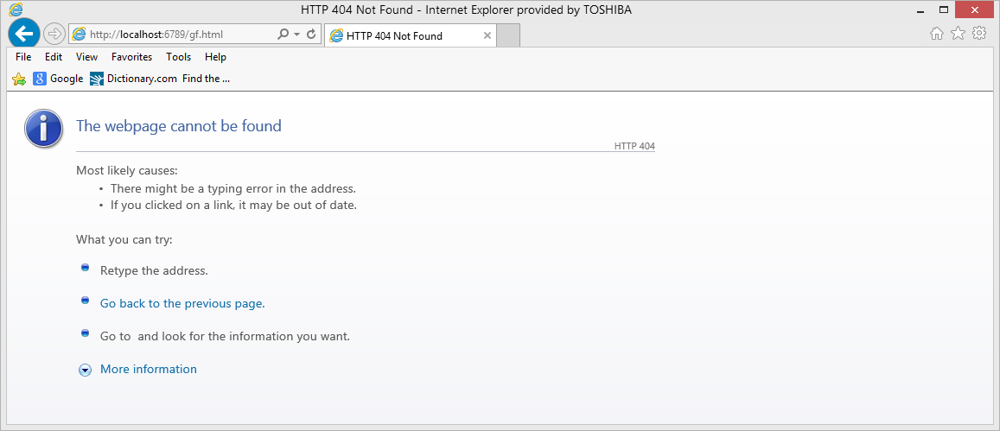 HTTP 404 Not Found - Internet Explorer provided by TOSHIBA
http://localhost:6789/gf.html
HTTP 404 Not Found
File Edit View Favorites Tools Help
Google Dictionary.com Find the ...
The webpage cannot be found
HTTP 404
Most likely causes:
• There might be a typing error in the address.
• If you clicked on a link, it may be out of date.
What you can try:
Retype the address.
Go back to the previous page.
Go to  and look for the information you want.
More information